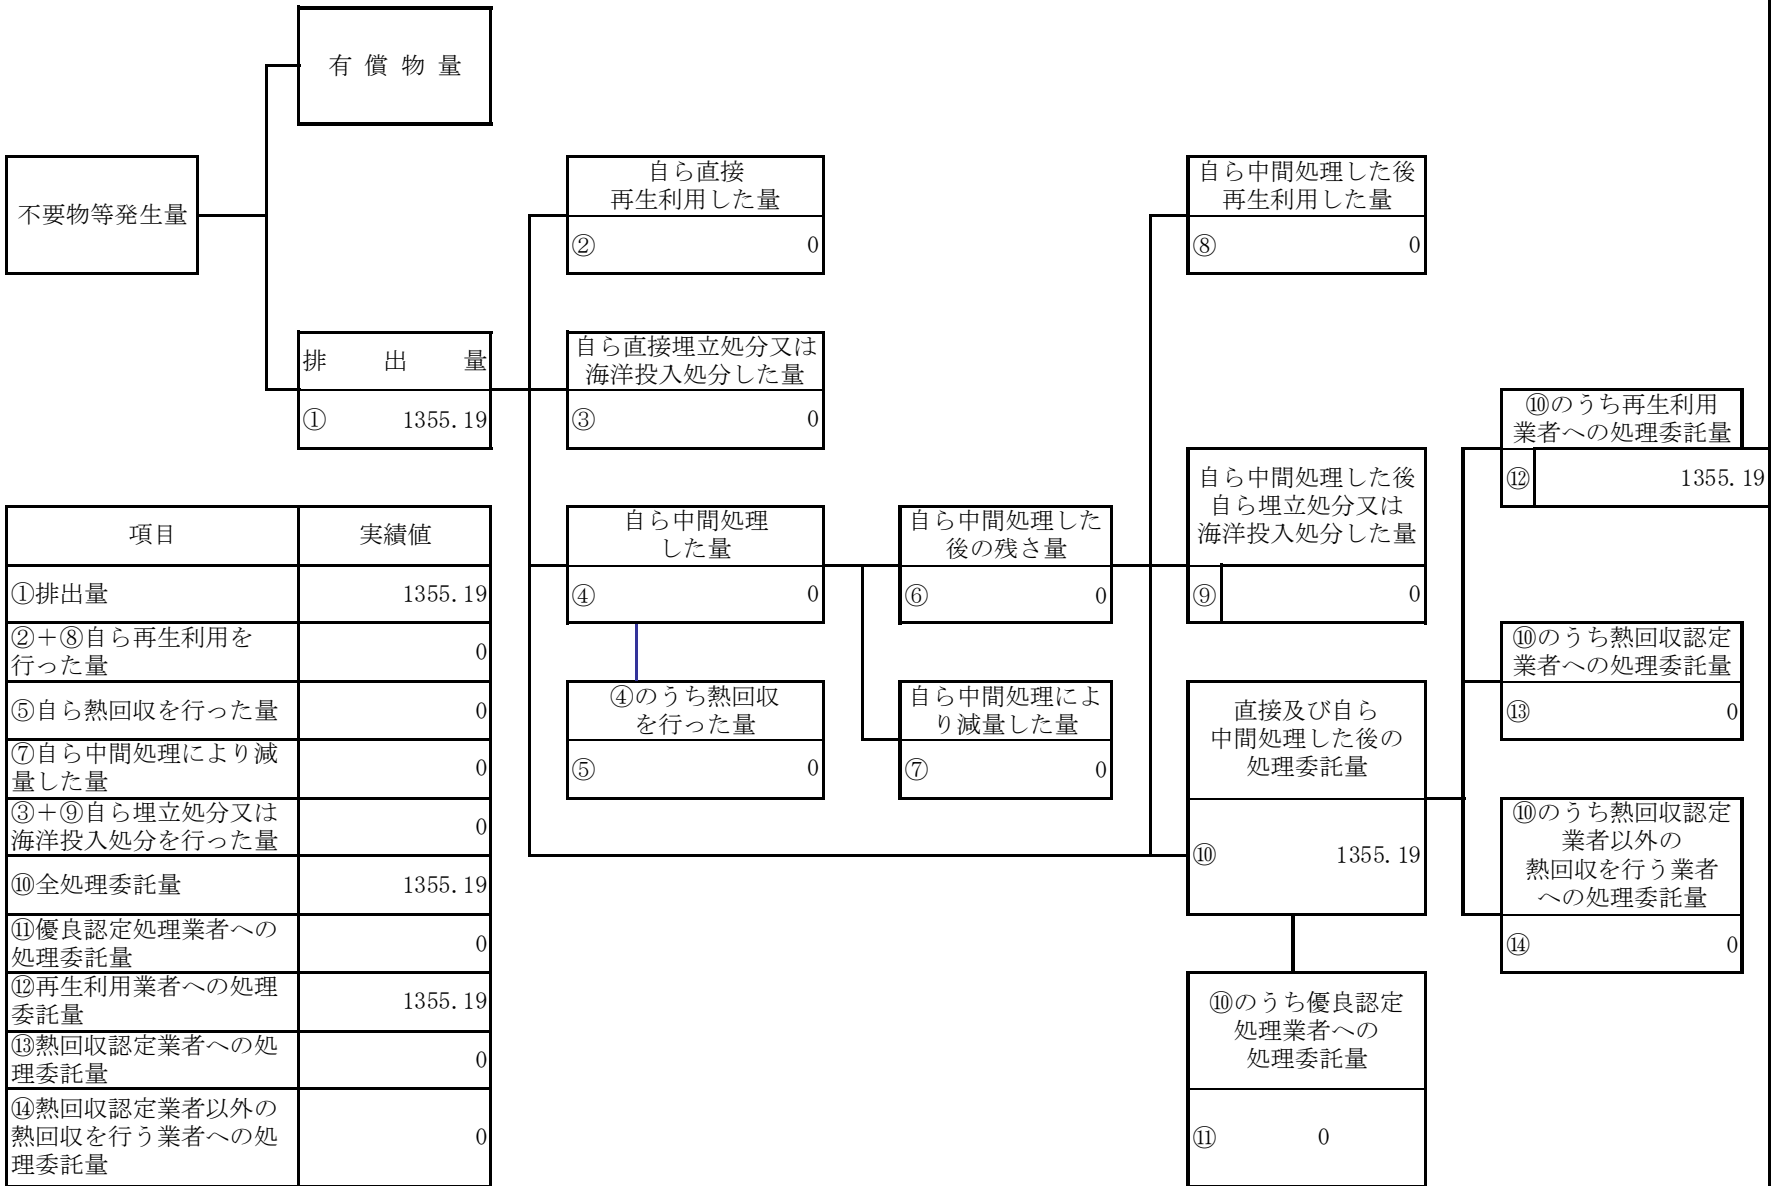 有償物量
不要物等発生量
自ら直接
再生利用した量
② 0
自ら中間処理した後
再生利用した量
⑧ 0
排出量
① 1355.19
自ら直接埋立処分又は
海洋投入処分した量
③ 0
⑩のうち再生利用
業者への処理委託量
⑫ 1355.19
自ら中間処理した後
自ら埋立処分又は
海洋投入処分した量
⑨ 0
自ら中間処理
した量
④ 0
自ら中間処理した
後の残さ量
⑥ 0
⑩のうち熱回収認定
業者への処理委託量
⑬ 0
④のうち熱回収
を行った量
⑤ 0
自ら中間処理によ
り減量した量
⑦ 0
直接及び自ら
中間処理した後の
処理委託量
⑩ 1355.19
⑩のうち熱回収認定
業者以外の
熱回収を行う業者
への処理委託量
⑭ 0
⑩のうち優良認定
処理業者への
処理委託量
⑪ 0
項目 実績値
①排出量 1355.19
②+⑧自ら再生利用を
行った量 0
⑤自ら熱回収を行った量 0
⑦自ら中間処理により減
量した量 0
③+⑨自ら埋立処分又は
海洋投入処分を行った量 0
⑩全処理委託量 1355.19
⑪優良認定処理業者への
処理委託量 0
⑫再生利用業者への処理
委託量 1355.19
⑬熱回収認定業者への処
理委託量 0
⑭熱回収認定業者以外の
熱回収を行う業者への処 0
理委託量